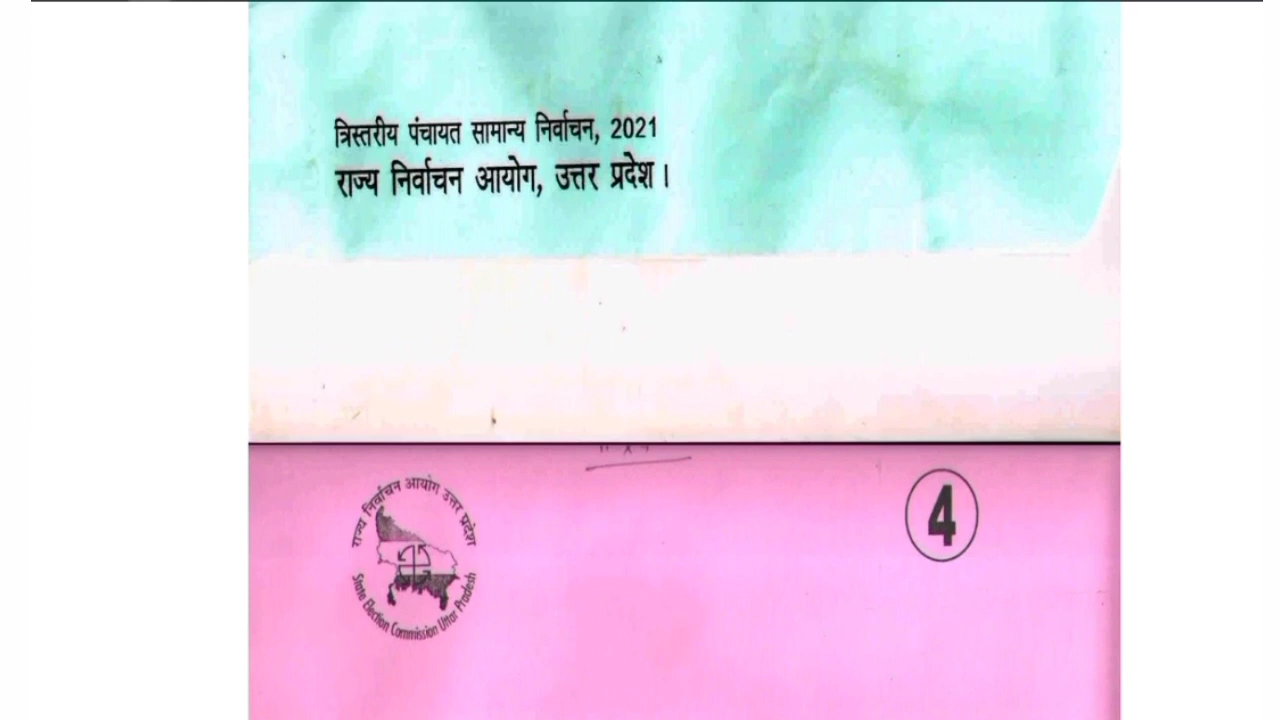 त्रिस्तरीय पंचायत सामान्य निर्वाचन, 2021
राज्य निर्वाचन आयोग, उत्तर प्रदेश।
राज्य निर्वाचन आयोग उत्तर प्रदेश
State Election Commission Uttar Pradesh
4